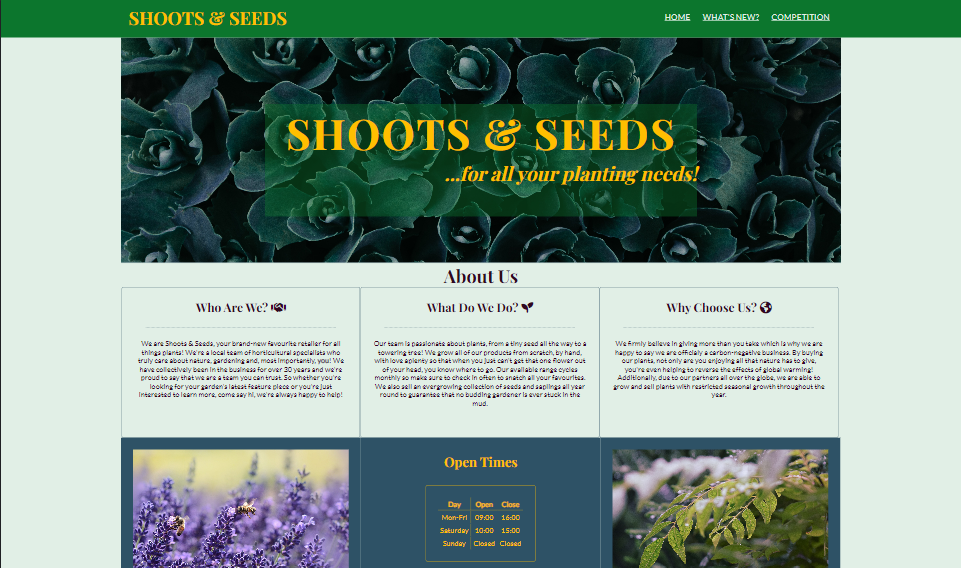 SHOOTS & SEEDS
HOME WHAT'S NEW? COMPETITION
SHOOTS & SEEDS
...for all your planting needs!
About Us
Who Are We?
We are Shoots & Seeds, your brand-new favourite retailer for all
things plants! We're a local team of horticultural specialists who
truly care about nature, gardening and, most importantly, you! We
have collectively been in the business for over 30 years and we're
proud to say that we are a team you can trust. So whether you're
looking for your garden's latest feature piece or you're just
interested to learn more, come say hi, we're always happy to help!
What Do We Do?
Our team is passionate about plants, from a tiny seed all the way to a
towering tree! We grow all of our products from scratch, by hand,
with love aplenty so that when you just can't get that one flower out
of your head, you know where to go. Our available range cycles
monthly so make sure to check in often to snatch all your favourites.
We also sell an evergrowing collection of seeds and saplings all year
round to guarantee that no budding gardener is ever stuck in the
mud.
Why Choose Us?
We firmly believe in giving more than you take which is why we are
happy to say we are officialy a carbon-negative business. By buying
our plants, not only are you enjoying all that nature has to give,
you're even helping to reverse the effects of global warming!
Additionally, due to our partners all over the globe, we are able to
grow and sell plants with restricted seasonal growth throughout the
year.
Open Times
Day Open Close
Mon-Fri 09:00 16:00
Saturday 10:00 15:00
Sunday Closed Closed